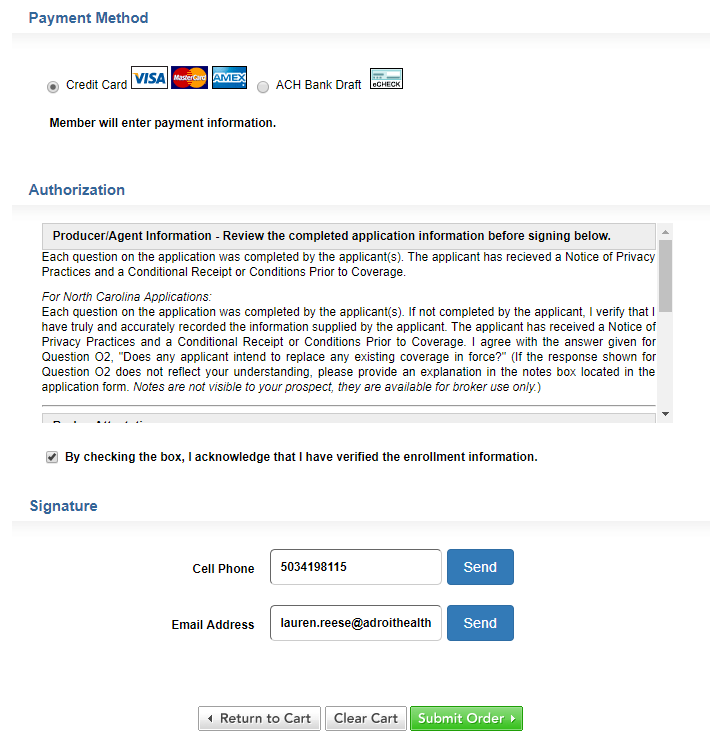 Payment Method
Credit Card VISA MasterCard AMEX ACH Bank Draft eCHECK
Member will enter payment information.
Authorization
Producer/Agent Information - Review the completed application information before signing below.
Each question on the application was completed by the applicant(s). The applicant has recieved a Notice of Privacy
Practices and a Conditional Receipt or Conditions Prior to Coverage.
For North Carolina Applications:
Each question on the application was completed by the applicant(s). If not completed by the applicant, I verify that I
have truly and accurately recorded the information supplied by the applicant. The applicant has received a Notice of
Privacy Practices and a Conditional Receipt or Conditions Prior to Coverage. I agree with the answer given for
Question O2, "Does any applicant intend to replace any existing coverage in force?" (If the response shown for
Question O2 does not reflect your understanding, please provide an explanation in the notes box located in the
application form. Notes are not visible to your prospect, they are available for broker use only.)
By checking the box, I acknowledge that I have verified the enrollment information.
Signature
Cell Phone 5034198115 Send
Email Address lauren.reese@adroithealth Send
Return to Cart Clear Cart Submit Order